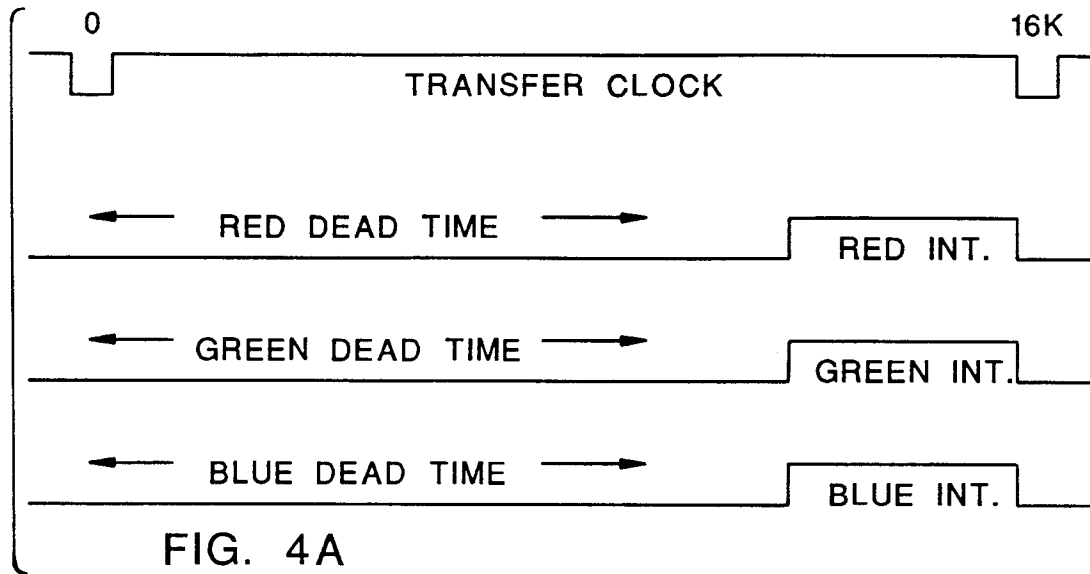 0 16K
TRANSFER CLOCK
RED DEAD TIME
RED INT.
GREEN DEAD TIME
GREEN INT.
BLUE DEAD TIME
BLUE INT.
FIG. 4A